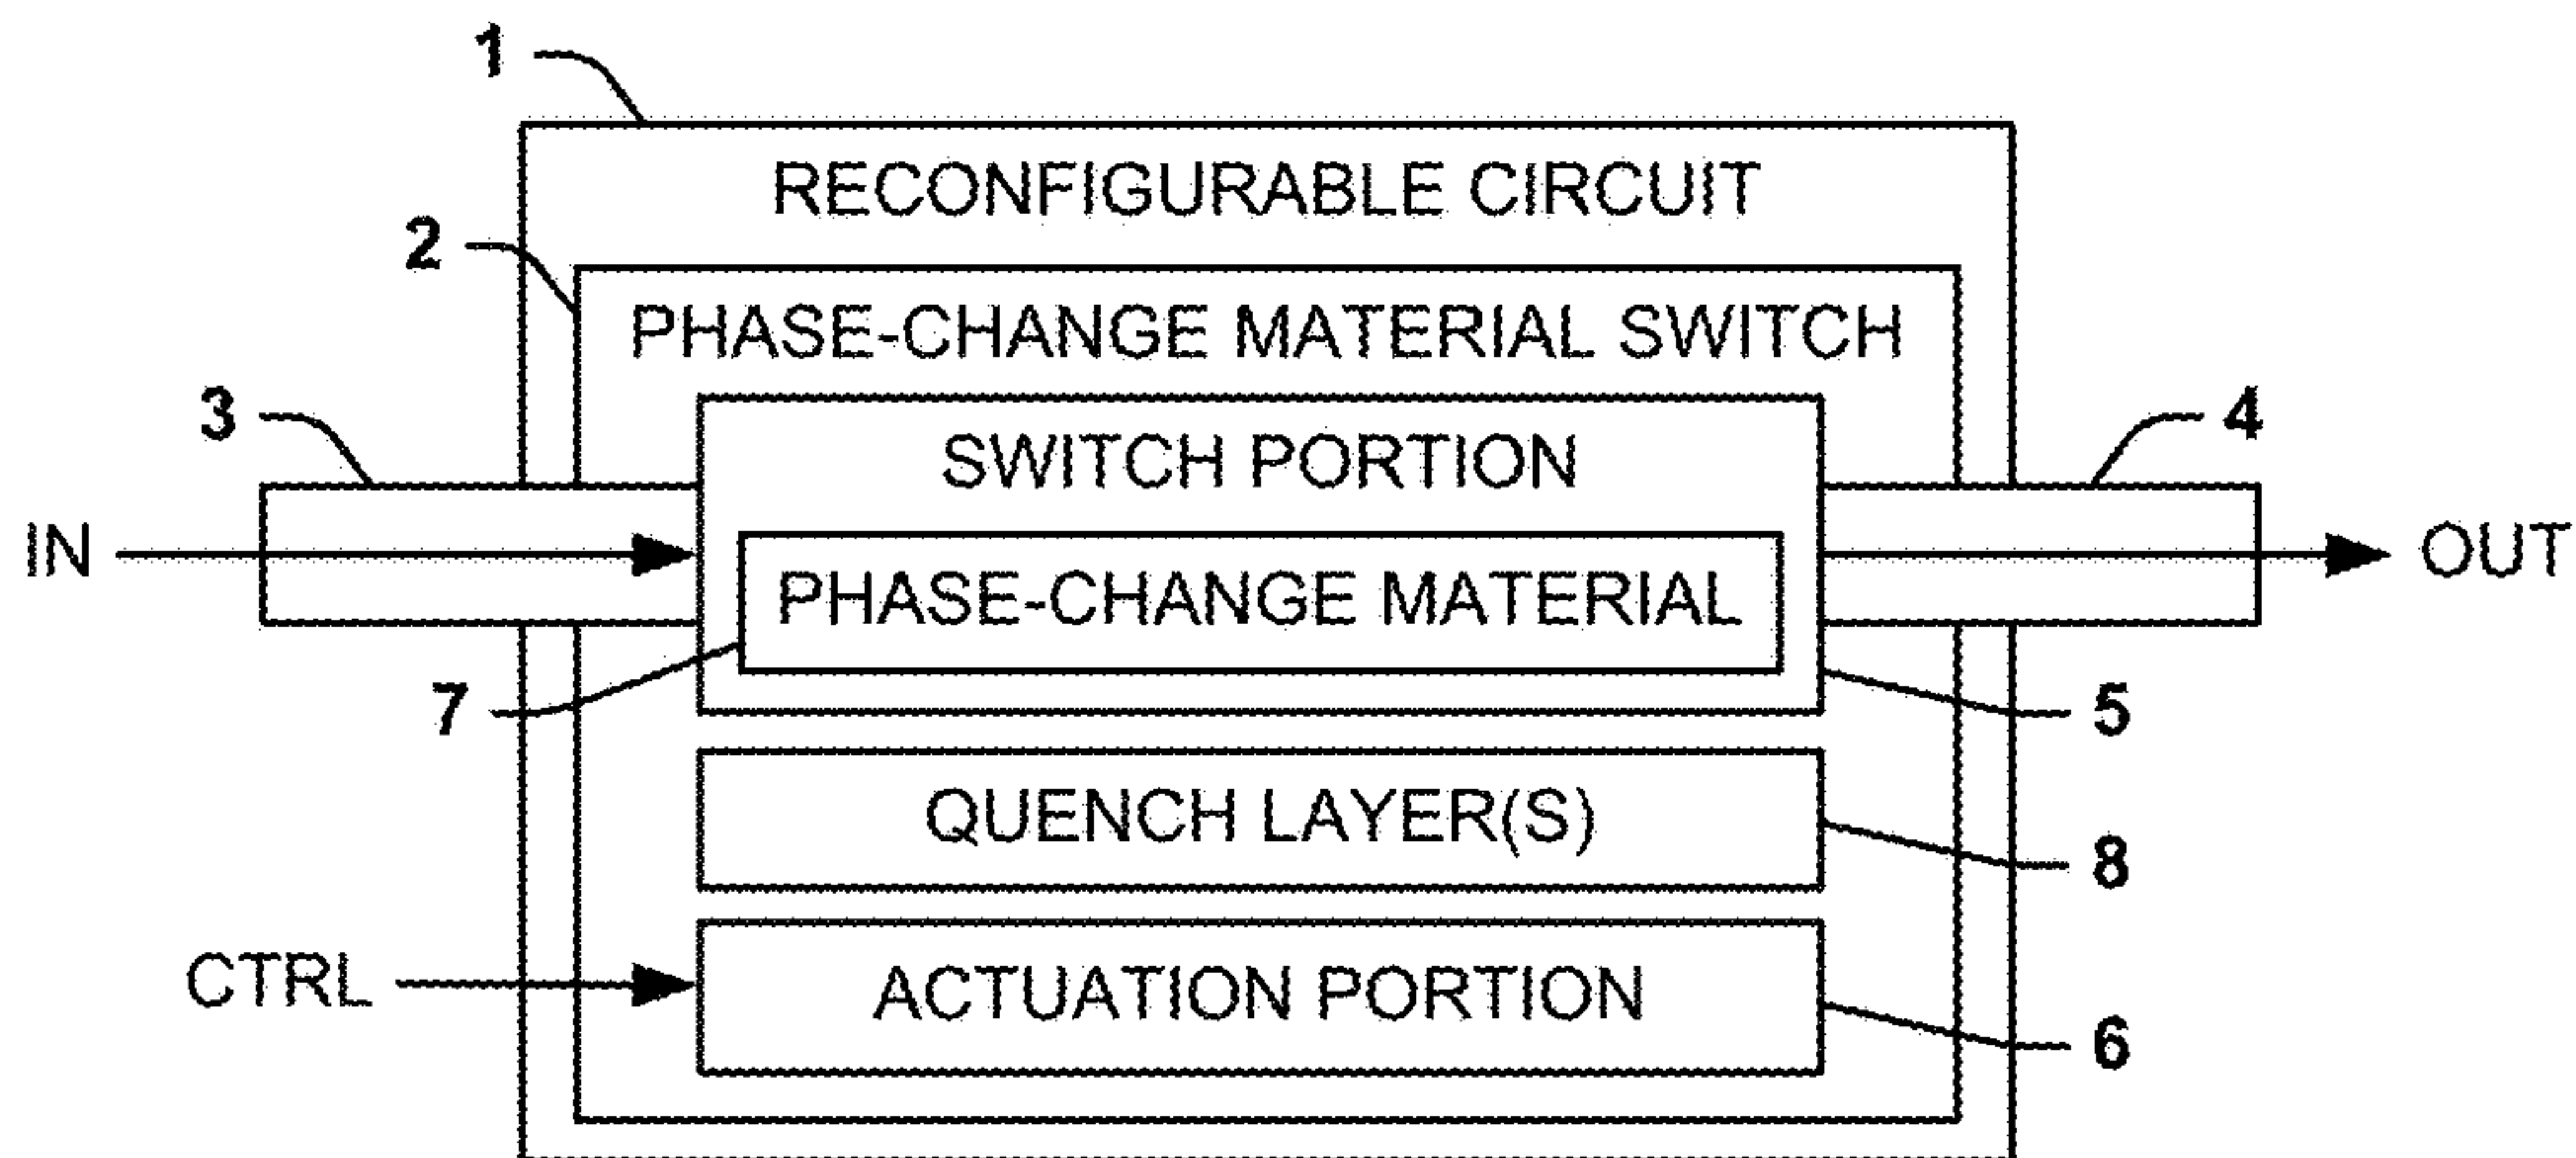 1
RECONFIGURABLE CIRCUIT
2
PHASE-CHANGE MATERIAL SWITCH
3
4
SWITCH PORTION
IN
OUT
PHASE-CHANGE MATERIAL
7
5
QUENCH LAYER(S)
8
CTRL
ACTUATION PORTION
6